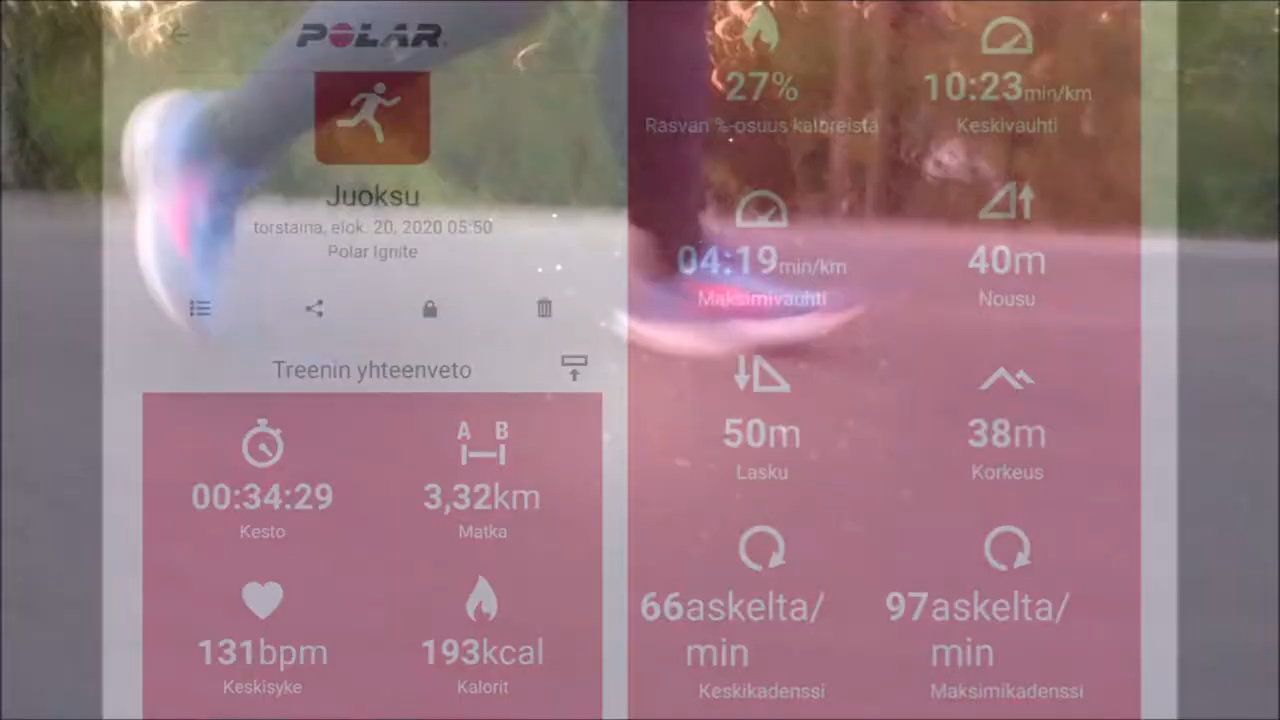 POLAR
Juoksu
torstaina, elok. 20, 2020 05:50
Polar Ignite
Treenin yhteenveto
A B
00:34:29
Kesto
3,32km
Matka
131bpm
Keskisyke
193kcal
Kalorit
27%
Rasvan %-osuus kaloreista
10:23min/km
Keskivauhti
04:19min/km
Maksimivauhti
40m
Nousu
50m
Lasku
38m
Korkeus
66askelta/
min
Keskikadenssi
97askelta/
min
Maksimikadenssi